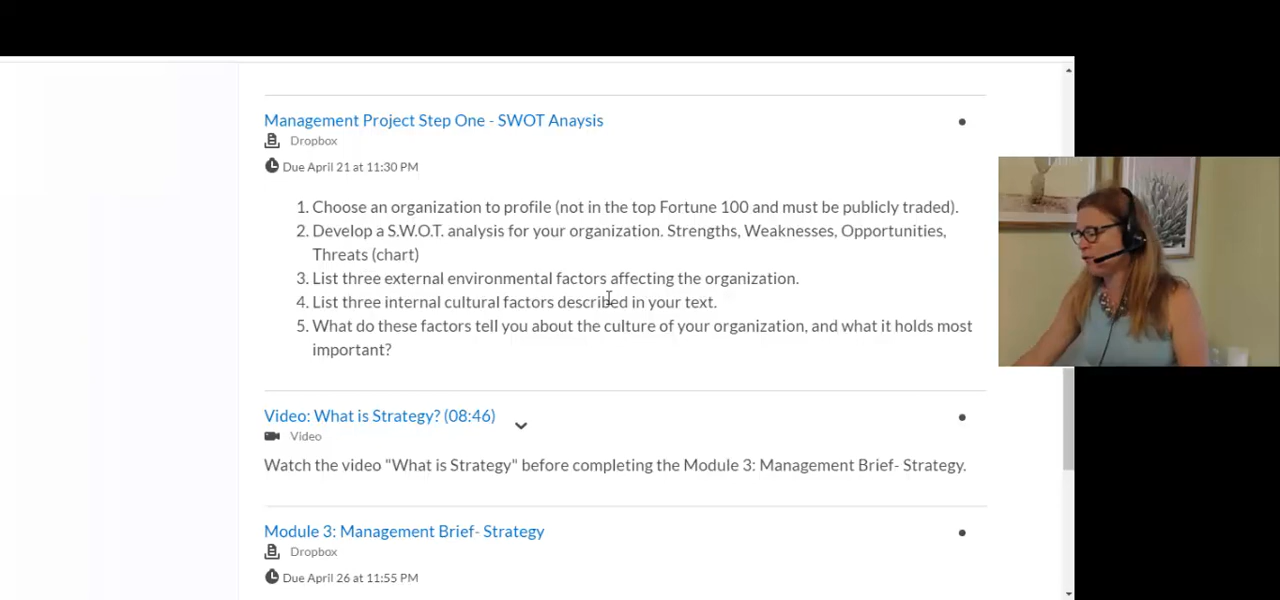 Management Project Step One - SWOT Anaysis
Dropbox
Due April 21 at 11:30 PM
1. Choose an organization to profile (not in the top Fortune 100 and must be publicly traded).
2. Develop a S.W.O.T. analysis for your organization. Strengths, Weaknesses, Opportunities,
Threats (chart)
3. List three external environmental factors affecting the organization.
4. List three internal cultural factors described in your text.
5. What do these factors tell you about the culture of your organization, and what it holds most
important?
Video: What is Strategy? (08:46)
Video
Watch the video "What is Strategy" before completing the Module 3: Management Brief- Strategy.
Module 3: Management Brief- Strategy
Dropbox
Due April 26 at 11:55 PM